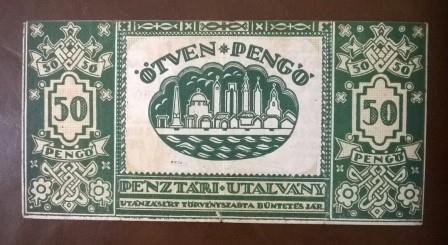 ÖTVEN * PENGŐ
50 50
50 50
50
50
PENGŐ
PENGŐ
PÉNZTÁRI · UTALVÁNY
UTÁNZÁSÉRT TÖRVÉNYSZABTA BÜNTETÉS JÁR.